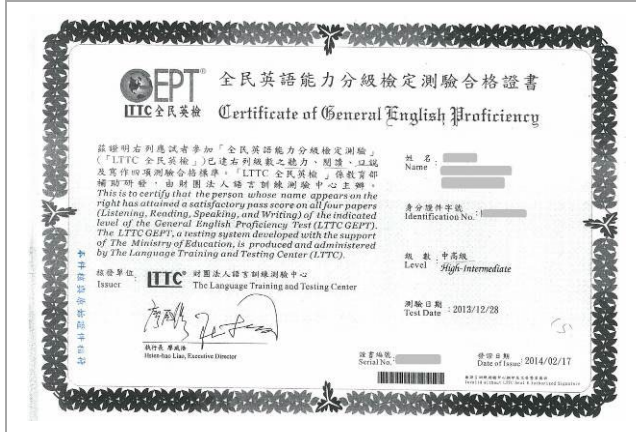 GEPT®
LTTC 全民英檢
全民英語能力分級檢定測驗合格證書
Certificate of General English Proficiency
茲證明右列應試者參加「全民英語能力分級檢定測驗」
(「LTTC 全民英檢」)已達右列級數之聽力、閱讀、口說
及寫作四項測驗合格標準。「LTTC 全民英檢」係教育部
補助研發,由財團法人語言訓練測驗中心主辦。
This is to certify that the person whose name appears on the
right has attained a satisfactory pass score on all four papers
(Listening, Reading, Speaking, and Writing) of the indicated
level of the General English Proficiency Test (LTTC GEPT).
The LTTC GEPT, a testing system developed with the support
of The Ministry of Education, is produced and administered
by The Language Training and Testing Center (LTTC).
核發單位 LTTC® 財團法人語言訓練測驗中心
Issuer The Language Training and Testing Center
執行長 廖咸浩
Hsien-hao Liao, Executive Director
姓 名
Name :
身分證件字號
Identification No. :
級 數 : 中高級
Level High-Intermediate
測驗日期 : 2013/12/28
Test Date
證書編號 :
Serial No.
發證日期 : 2014/02/17
Date of Issue